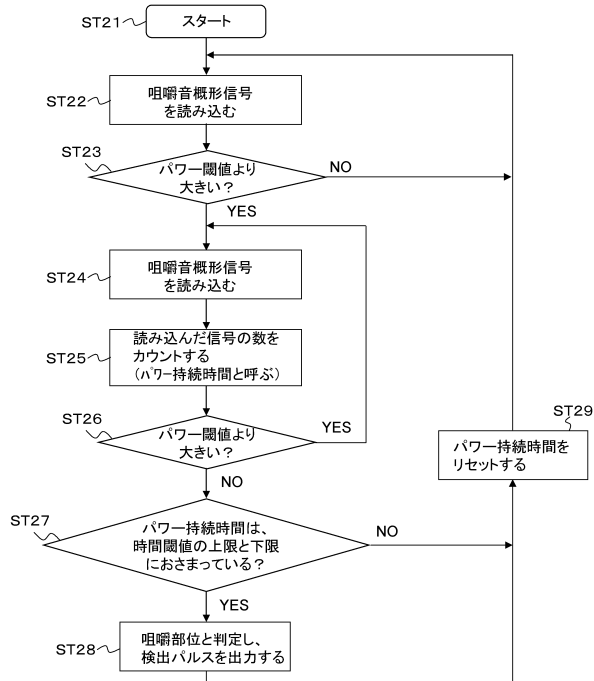 ST21
スタート
ST22
咀嚼音概形信号
を読み込む
ST23
パワー閾値より
大きい？
NO
YES
ST24
咀嚼音概形信号
を読み込む
ST25
読み込んだ信号の数を
カウントする
（パワー持続時間と呼ぶ）
ST26
パワー閾値より
大きい？
YES
NO
ST29
パワー持続時間を
リセットする
ST27
パワー持続時間は、
時間閾値の上限と下限
におさまっている？
NO
YES
ST28
咀嚼部位と判定し、
検出パルスを出力する